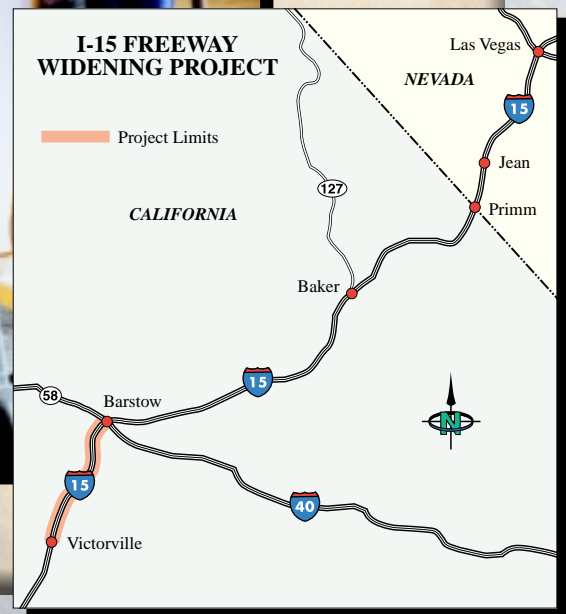 I-15 FREEWAY
WIDENING PROJECT
Las Vegas
NEVADA
15
Project Limits
Jean
127
CALIFORNIA
Primm
Baker
15
58
Barstow
N
15
40
Victorville